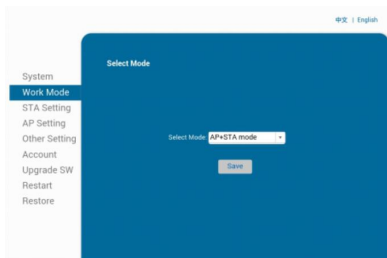 中文 | English
Select Mode
System
Work Mode
STA Setting
AP Setting
Other Setting
Account
Upgrade SW
Restart
Restore
Select Mode: AP+STA mode
Save